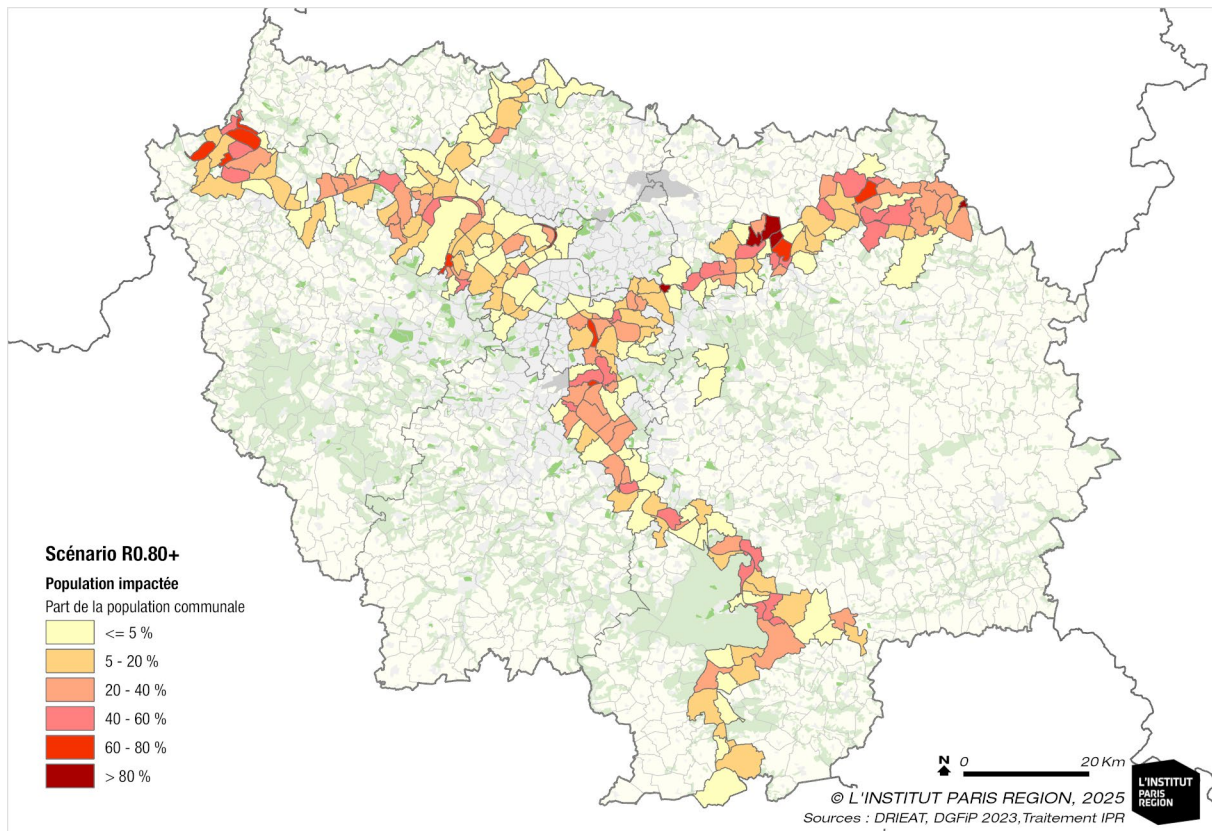 Scénario R0.80+
Population impactée
Part de la population communale
<= 5 %
5 - 20 %
20 - 40 %
40 - 60 %
60 - 80 %
> 80 %
N 0 20 Km
© L'INSTITUT PARIS REGION, 2025
Sources : DRIEAT, DGFiP 2023,Traitement IPR
L'INSTITUT
PARIS
REGION